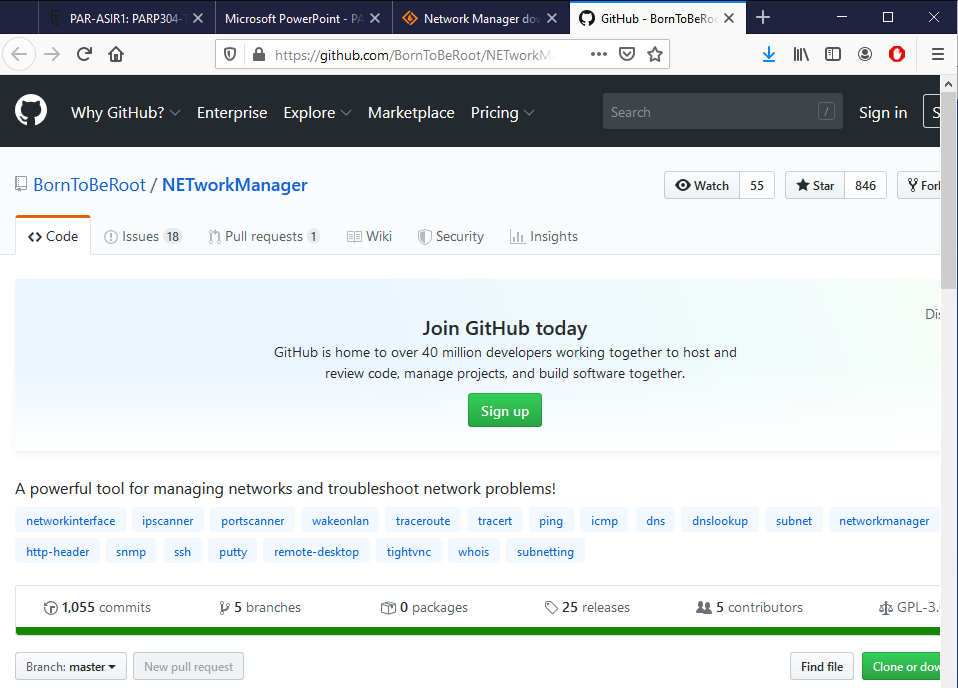 PAR-ASIR1: PARP304-
Microsoft PowerPoint - PA
Network Manager dow
GitHub - BornToBeRoo
https://github.com/BornToBeRoot/NETworkM
Why GitHub? Enterprise Explore Marketplace Pricing Search / Sign in S
BornToBeRoot / NETworkManager
Watch 55 Star 846 Fork
Code Issues 18 Pull requests 1 Wiki Security Insights
Dis
Join GitHub today
GitHub is home to over 40 million developers working together to host and
review code, manage projects, and build software together.
Sign up
A powerful tool for managing networks and troubleshoot network problems!
networkinterface ipscanner portscanner wakeonlan traceroute tracert ping icmp dns dnslookup subnet networkmanager
http-header snmp ssh putty remote-desktop tightvnc whois subnetting
1,055 commits 5 branches 0 packages 25 releases 5 contributors GPL-3.0
Branch: master New pull request Find file Clone or dow